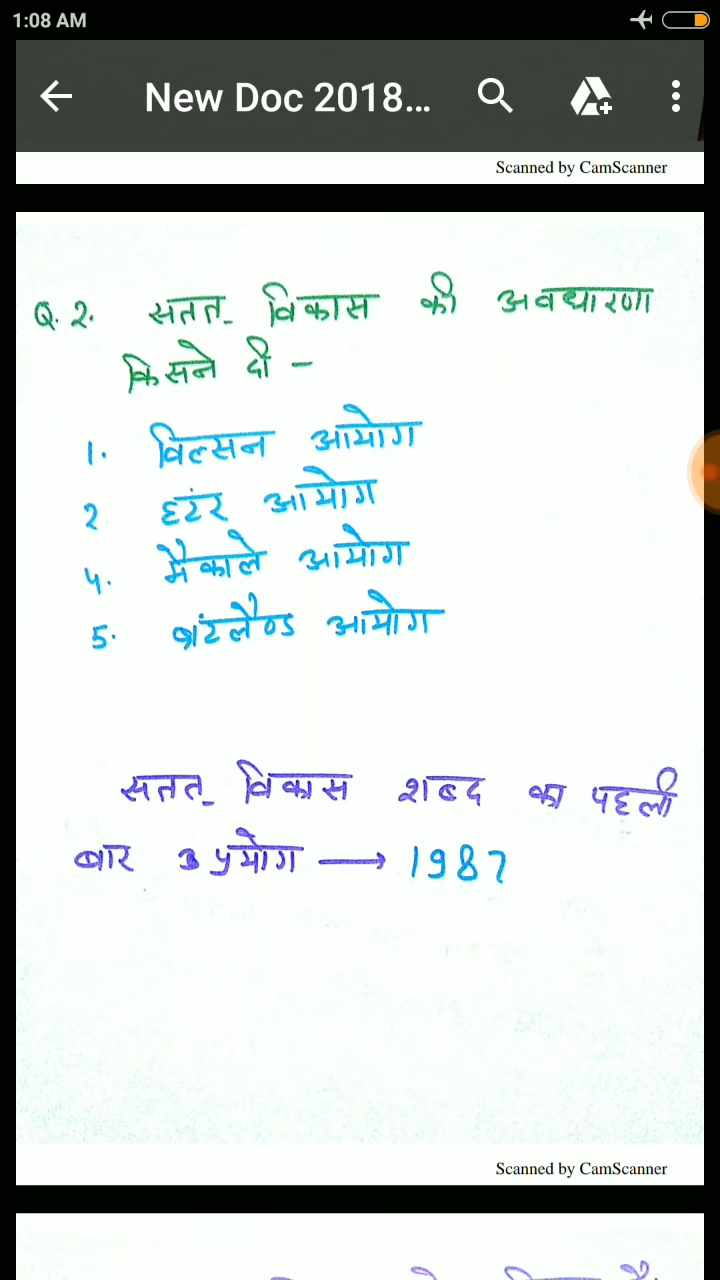 1:08 AM
New Doc 2018...
Scanned by CamScanner
Q. 2. सतत् विकास की अवधारणा
किसने दी -
1. विल्सन आयोग
2 हटंर आयोग
4. मैकाले आयोग
5. ब्रंटलैण्ड आयोग
सतत् विकास शब्द का पहली
बार उपयोग → 1987
Scanned by CamScanner